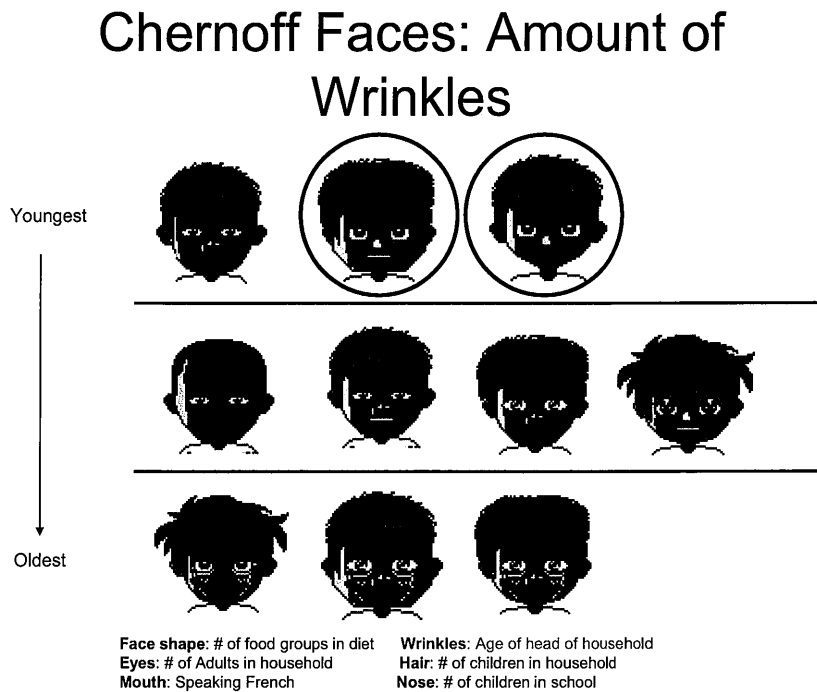 Chernoff Faces: Amount of
Wrinkles
Youngest
Oldest
Face shape: # of food groups in diet Wrinkles: Age of head of household
Eyes: # of Adults in household Hair: # of children in household
Mouth: Speaking French Nose: # of children in school